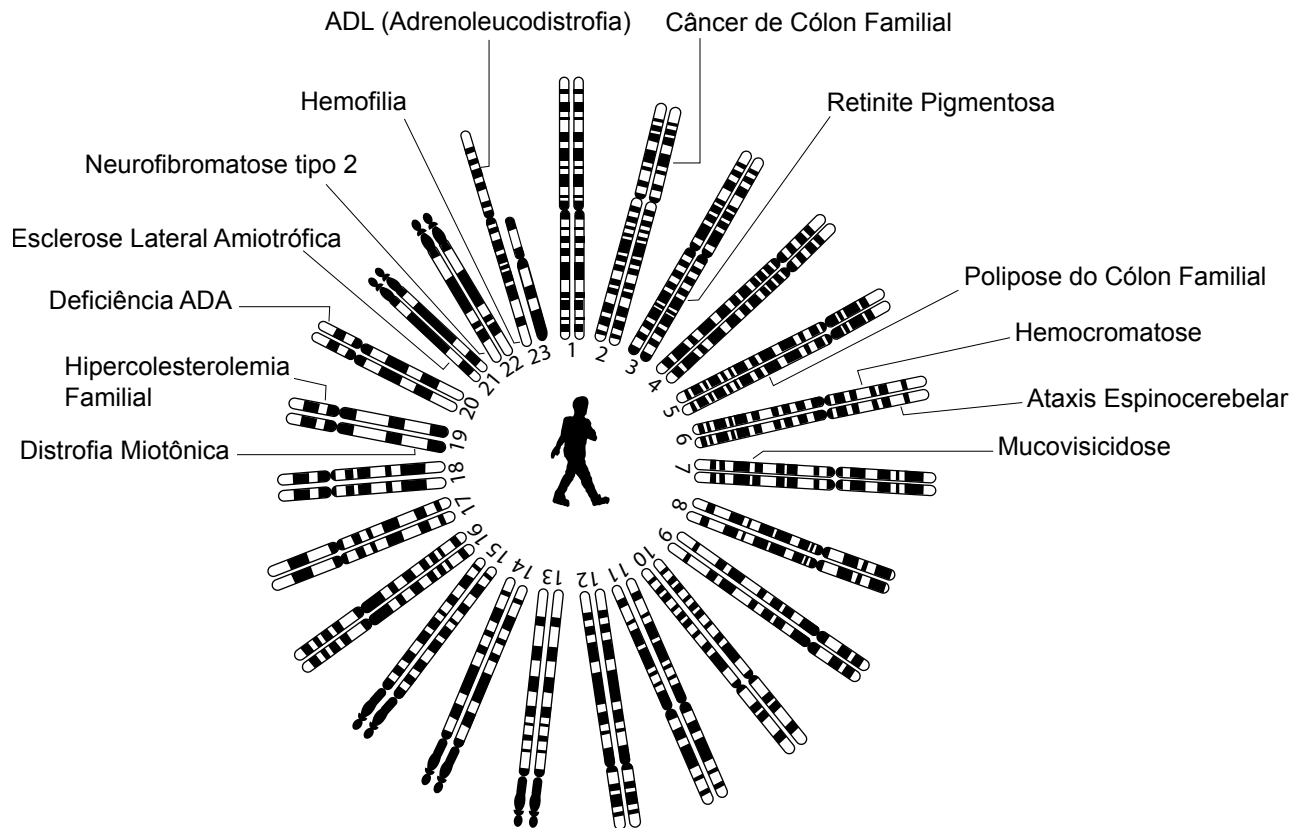 ADL (Adrenoleucodistrofia)
Câncer de Cólon Familial
Hemofilia
Retinite Pigmentosa
Neurofibromatose tipo 2
Esclerose Lateral Amiotrófica
Polipose do Cólon Familial
Deficiência ADA
Hemocromatose
Hipercolesterolemia
Familial
Ataxis Espinocerebelar
Distrofia Miotônica
Mucovisicidose
1
2
3
4
5
6
7
8
9
10
11
12
13
14
15
16
17
18
19
20
21
22
23